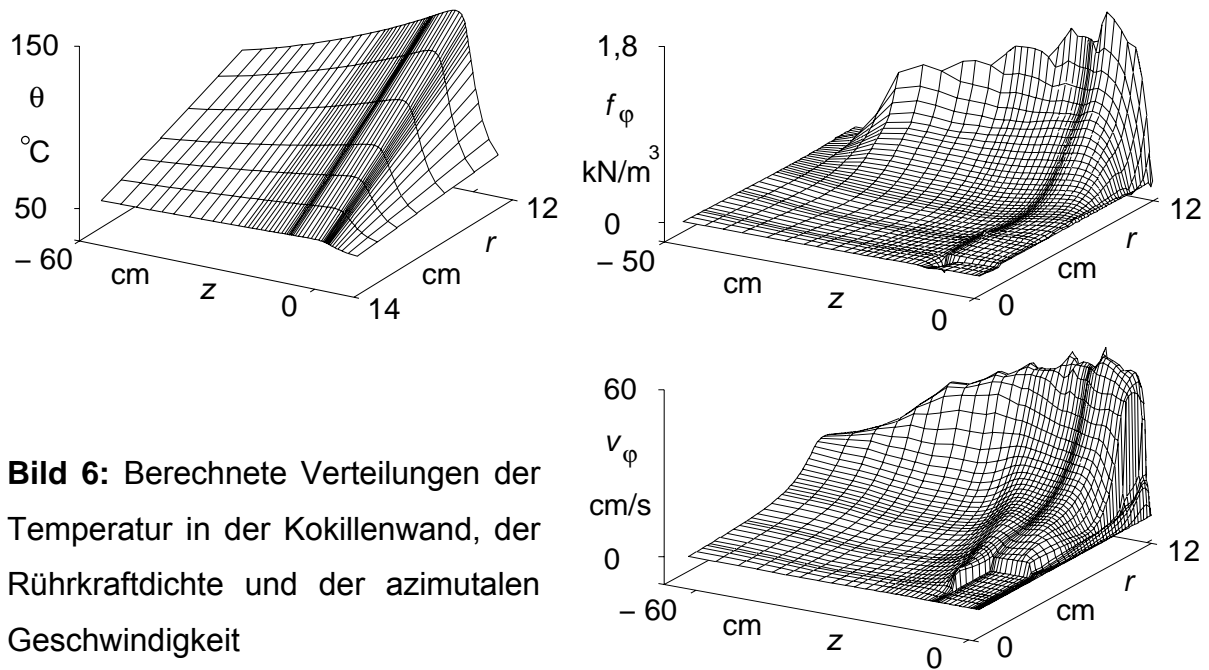 150
θ
°C
50
– 60
cm
z
0
14
cm
r
12
1,8
fφ
kN/m³
0
– 50
cm
z
0
0
cm
r
12
60
vφ
cm/s
0
– 60
cm
z
0
0
cm
r
12
Bild 6: Berechnete Verteilungen der
Temperatur in der Kokillenwand, der
Rührkraftdichte und der azimutalen
Geschwindigkeit